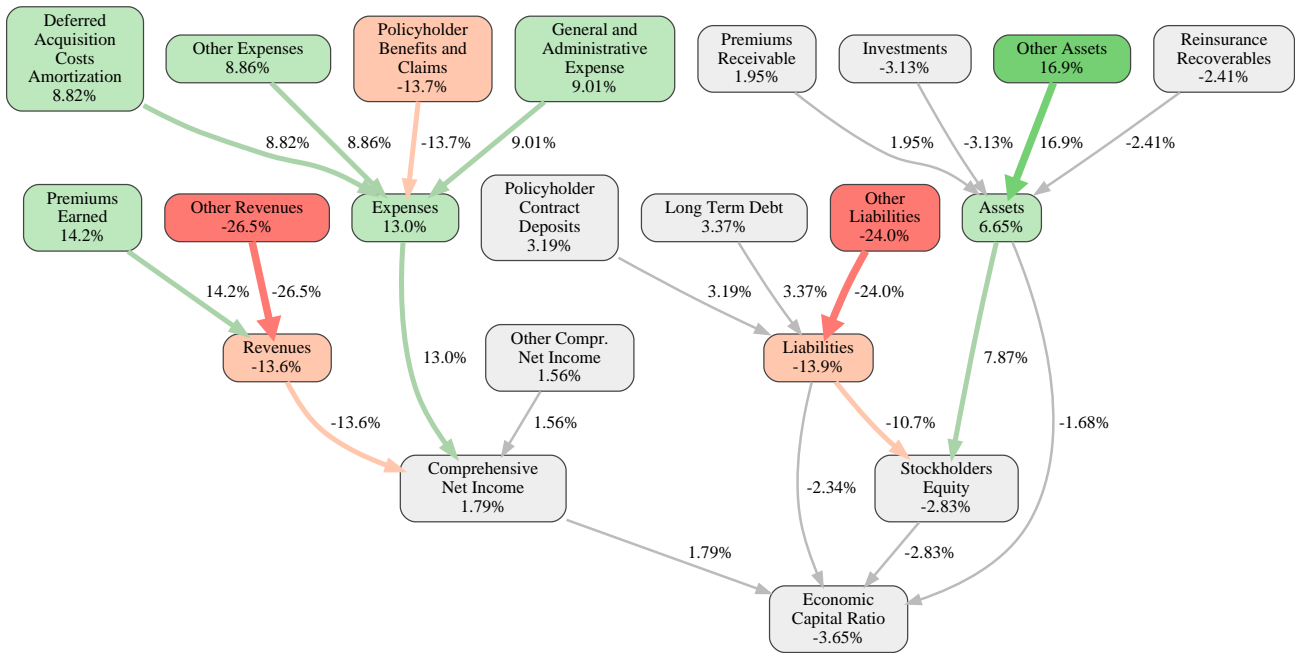 Deferred
Acquisition
Costs
Amortization
8.82%
Other Expenses
8.86%
Policyholder
Benefits and
Claims
-13.7%
General and
Administrative
Expense
9.01%
Premiums
Receivable
1.95%
Investments
-3.13%
Other Assets
16.9%
Reinsurance
Recoverables
-2.41%
8.82%
8.86%
-13.7%
9.01%
1.95%
-3.13%
16.9%
-2.41%
Premiums
Earned
14.2%
Other Revenues
-26.5%
Expenses
13.0%
Policyholder
Contract
Deposits
3.19%
Long Term Debt
3.37%
Other
Liabilities
-24.0%
Assets
6.65%
14.2%
-26.5%
3.19%
3.37%
-24.0%
Revenues
-13.6%
13.0%
Other Compr.
Net Income
1.56%
Liabilities
-13.9%
7.87%
-13.6%
1.56%
-10.7%
-1.68%
Comprehensive
Net Income
1.79%
-2.34%
Stockholders
Equity
-2.83%
1.79%
-2.83%
Economic
Capital Ratio
-3.65%